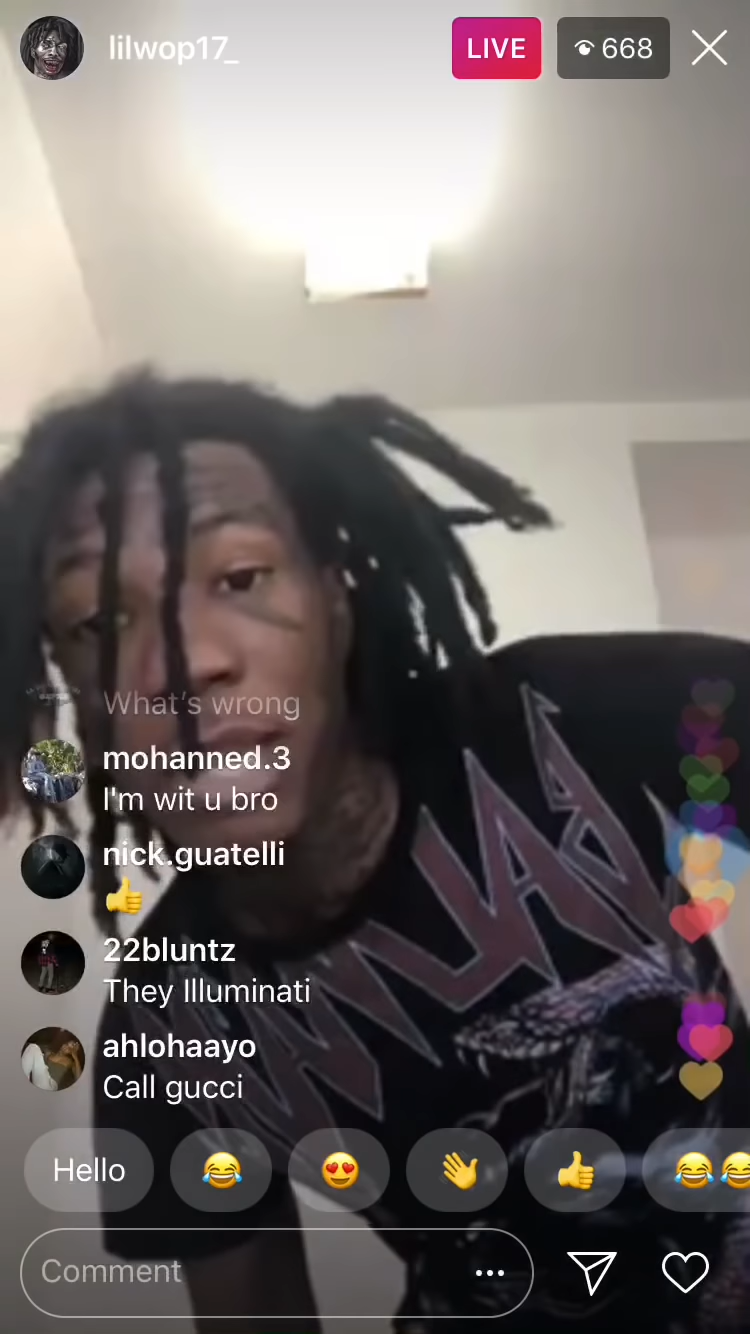 lilwop17_
LIVE
668
What's wrong
mohanned.3
I'm wit u bro
nick.guatelli
👍
22bluntz
They Illuminati
ahlohaayo
Call gucci
Hello 😂 😍 👋 👍 😂😂
Comment